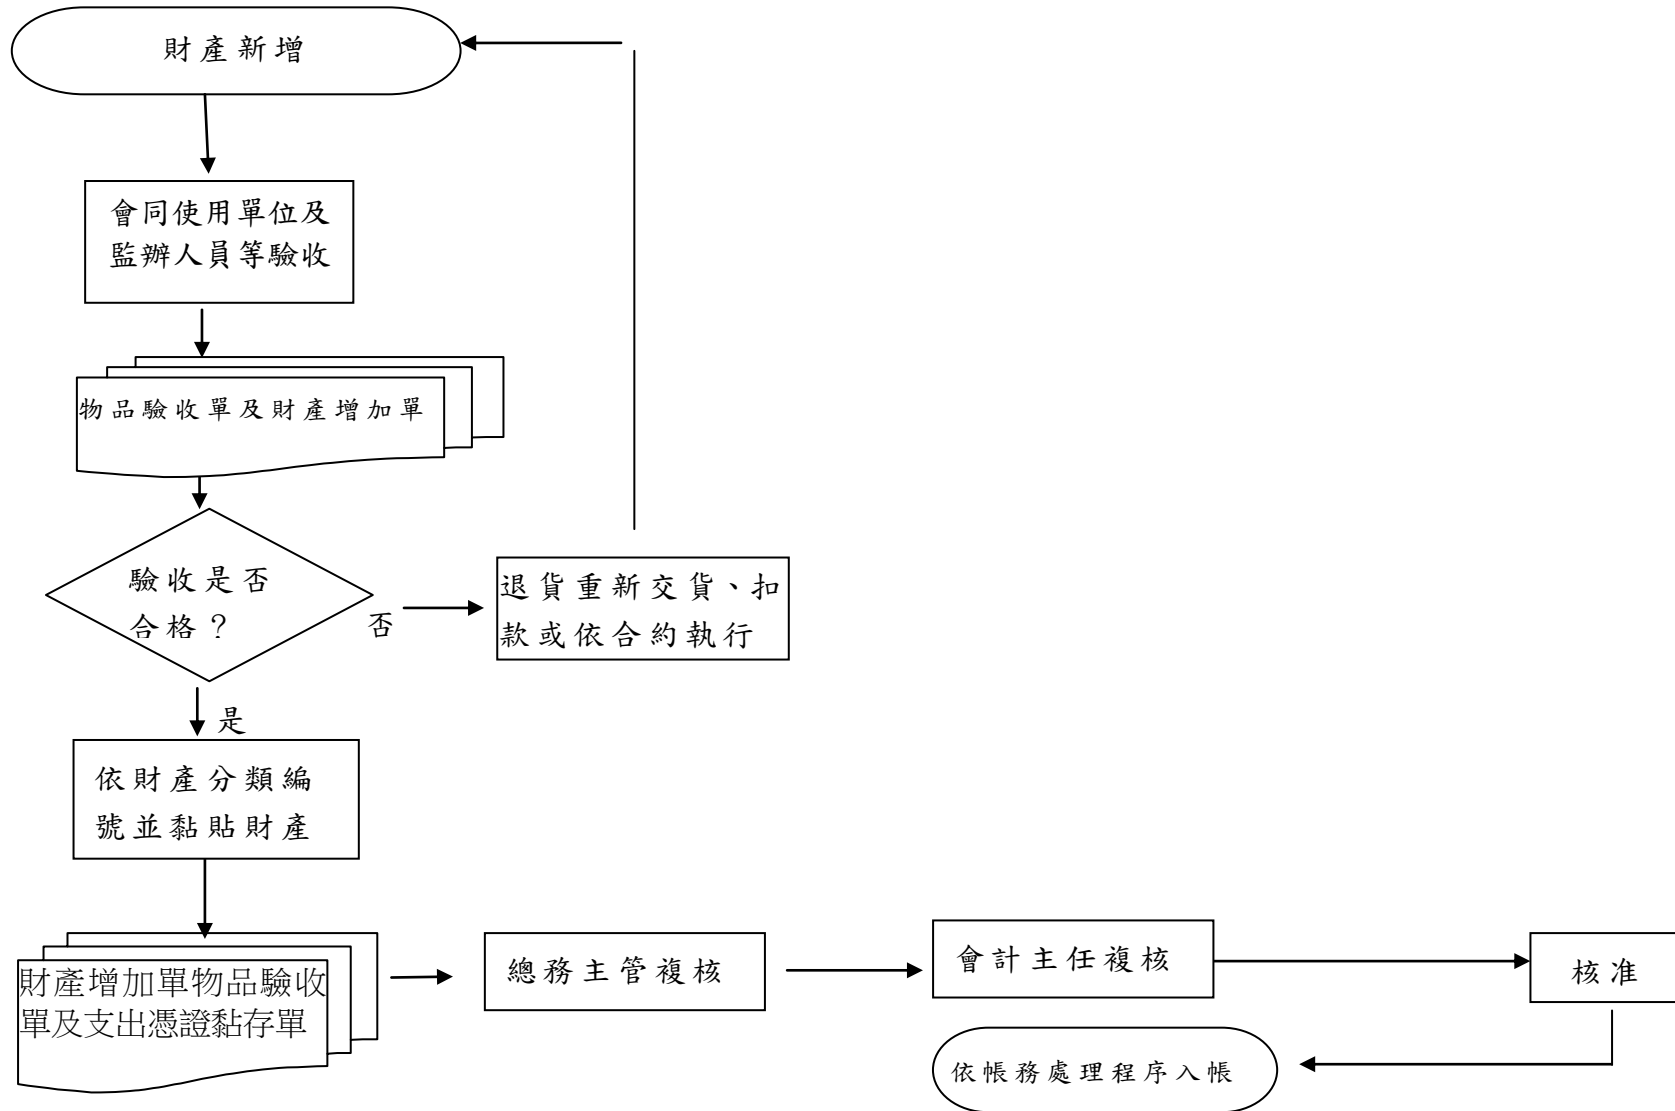 財產新增
會同使用單位及
監辦人員等驗收
物品驗收單及財產增加單
驗收是否
合格？
否
退貨重新交貨、扣
款或依合約執行
是
依財產分類編
號並黏貼財產
財產增加單物品驗收
單及支出憑證黏存單
總務主管複核
會計主任複核
核准
依帳務處理程序入帳